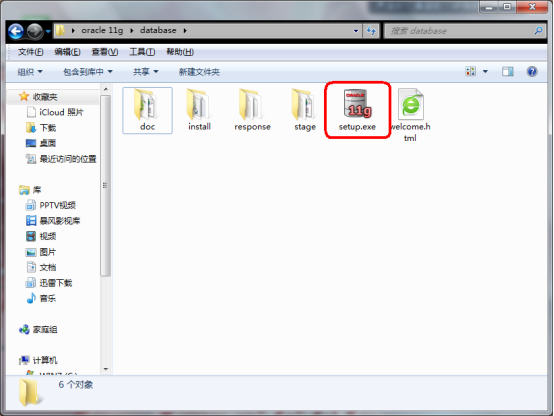 oracle 11g ▸ database ▸
搜索 database
文件(F) 编辑(E) 查看(V) 工具(T) 帮助(H)
组织 包含到库中 共享 新建文件夹
收藏夹
iCloud 照片
下载
桌面
最近访问的位置
库
PPTV视频
暴风影视库
视频
图片
文档
迅雷下载
音乐
家庭组
计算机
doc
install
response
stage
ORACLE
11g
setup.exe
welcome.h
tml
6 个对象